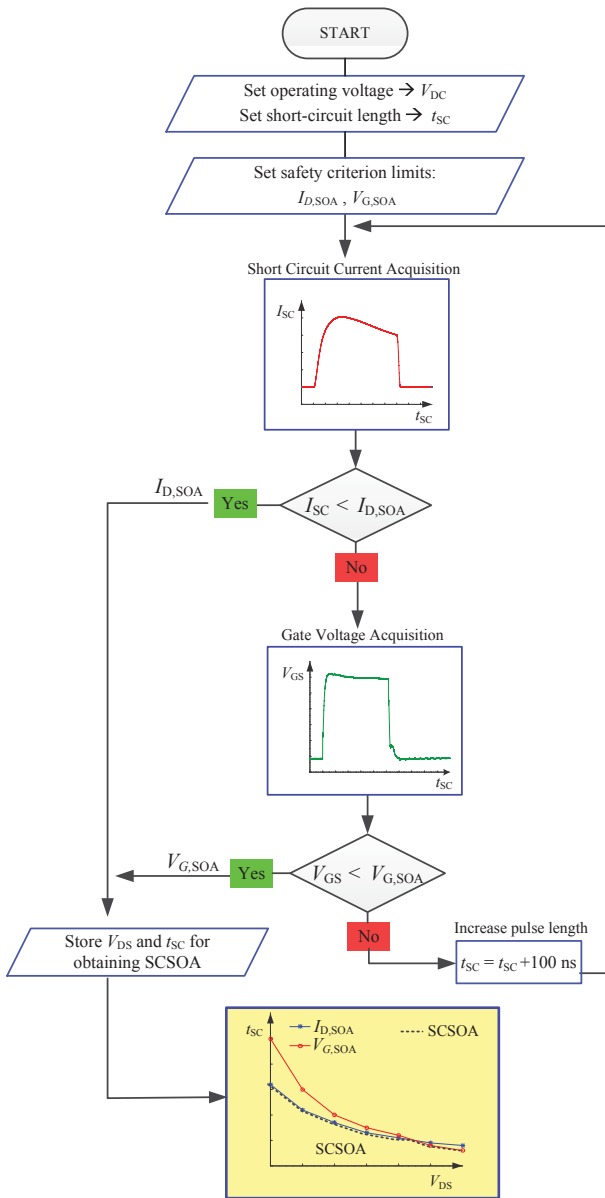 START
Set operating voltage → V_DC
Set short-circuit length → t_SC
Set safety criterion limits:
I_D,SOA , V_G,SOA
Short Circuit Current Acquisition
I_SC
t_SC
I_D,SOA
Yes
I_SC < I_D,SOA
No
Gate Voltage Acquisition
V_GS
t_SC
V_G,SOA
Yes
V_GS < V_G,SOA
No
Increase pulse length
t_SC = t_SC +100 ns
Store V_DS and t_SC for
obtaining SCSOA
t_SC
I_D,SOA
V_G,SOA
SCSOA
SCSOA
V_DS